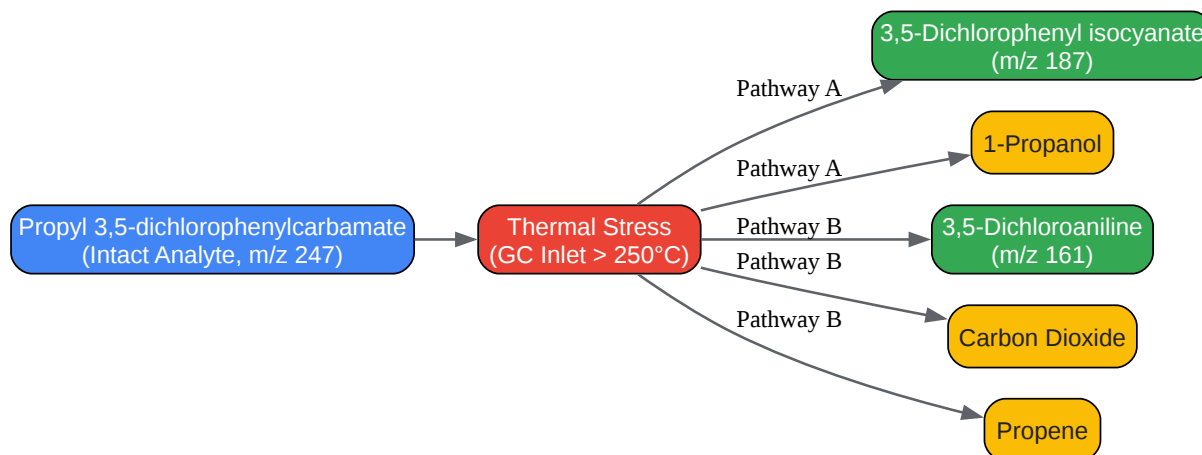 3,5-Dichlorophenyl isocyanate
(m/z 187)
Pathway A
1-Propanol
Pathway A
Propyl 3,5-dichlorophenylcarbamate
(Intact Analyte, m/z 247)
Thermal Stress
(GC Inlet > 250°C)
Pathway B
3,5-Dichloroaniline
(m/z 161)
Pathway B
Carbon Dioxide
Pathway B
Propene